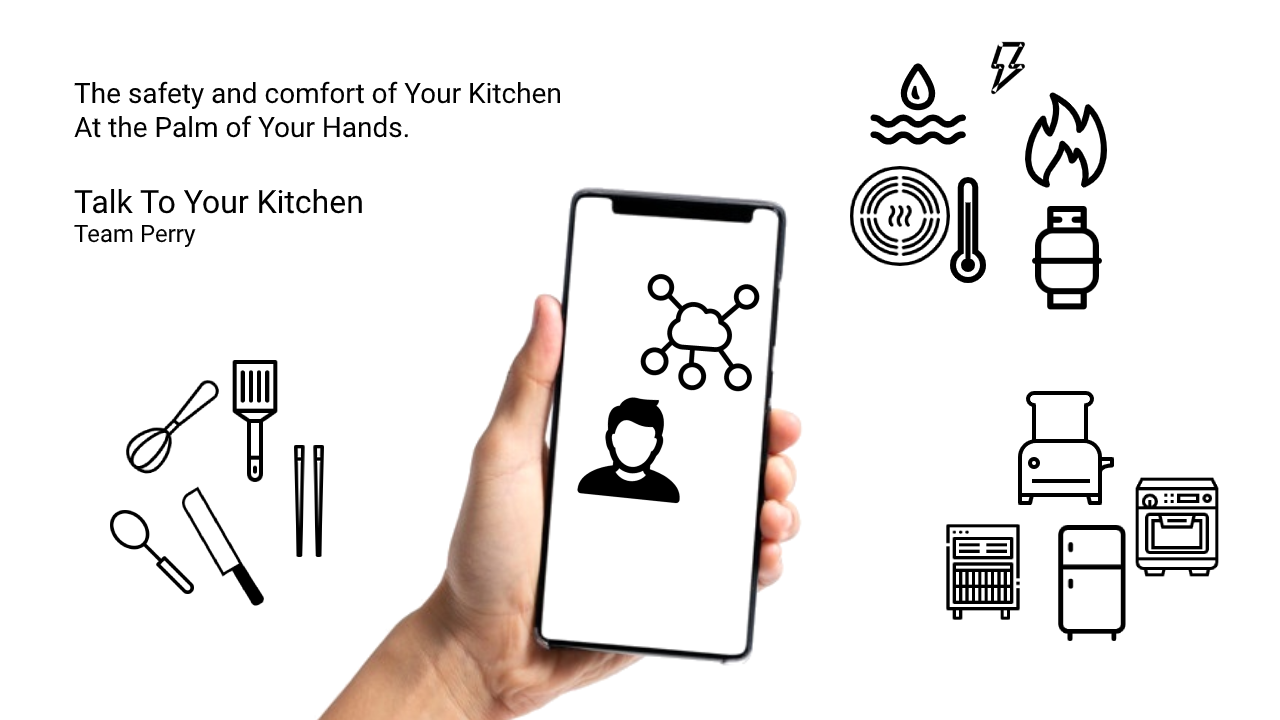 The safety and comfort of Your Kitchen
At the Palm of Your Hands.
Talk To Your Kitchen
Team Perry